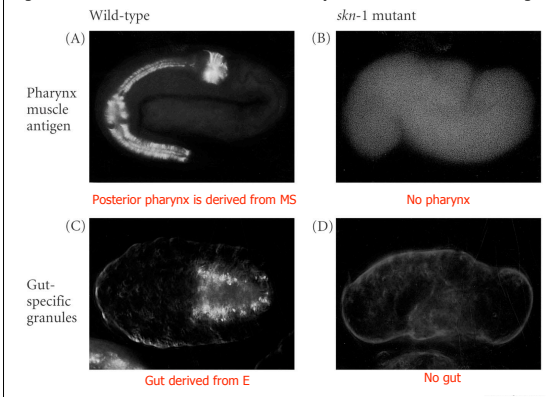 Wild-type
skn-1 mutant
(A)
(B)
Pharynx
muscle
antigen
Posterior pharynx is derived from MS
No pharynx
(C)
(D)
Gut-
specific
granules
Gut derived from E
No gut